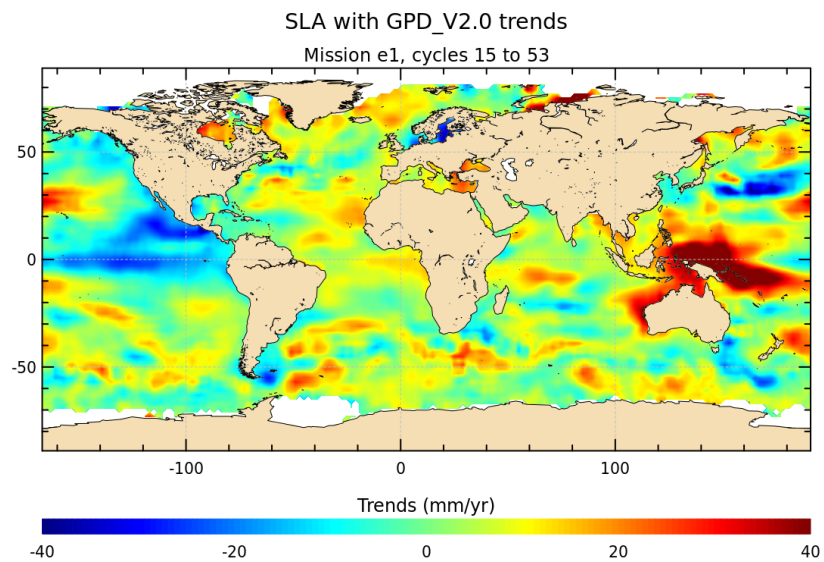 SLA with GPD_V2.0 trends
Mission e1, cycles 15 to 53
50
0
-50
-100 0 100
Trends (mm/yr)
-40 -20 0 20 40